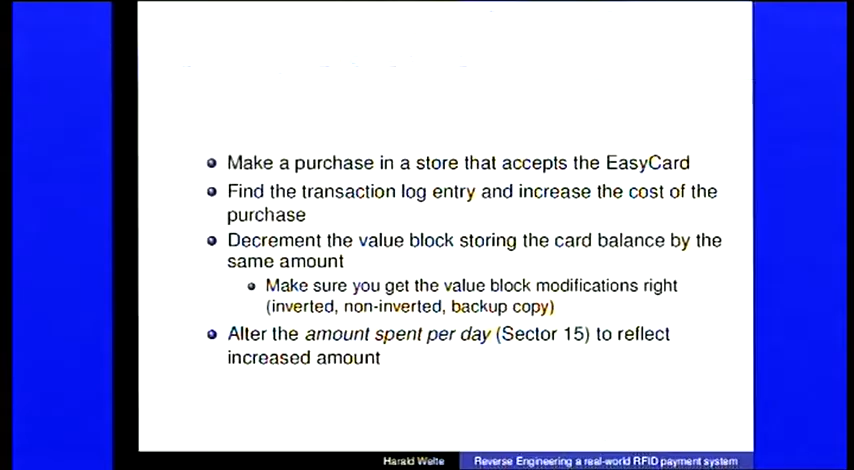 Make a purchase in a store that accepts the EasyCard
Find the transaction log entry and increase the cost of the
purchase
Decrement the value block storing the card balance by the
same amount
Make sure you get the value block modifications right
(inverted, non-inverted, backup copy)
Alter the amount spent per day (Sector 15) to reflect
increased amount
Harald Welte
Reverse Engineering a real-world RFID payment system